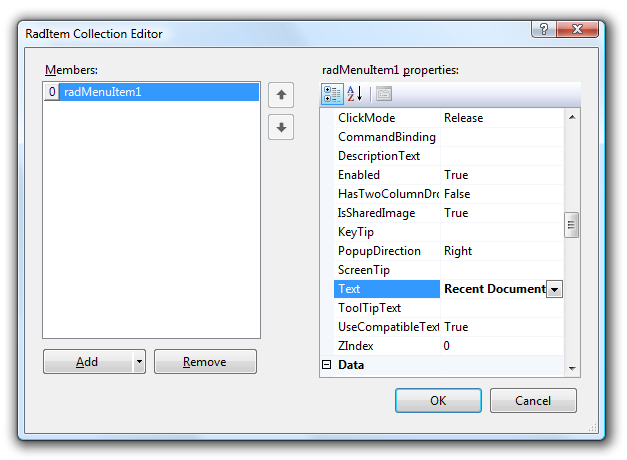 RadItem Collection Editor
Members:
radMenuItem1 properties:
0 radMenuItem1
ClickMode Release
CommandBinding
DescriptionText
Enabled True
HasTwoColumnDro False
IsSharedImage True
KeyTip
PopupDirection Right
ScreenTip
Text Recent Document
ToolTipText
UseCompatibleText True
ZIndex 0
Data
Add
Remove
OK
Cancel